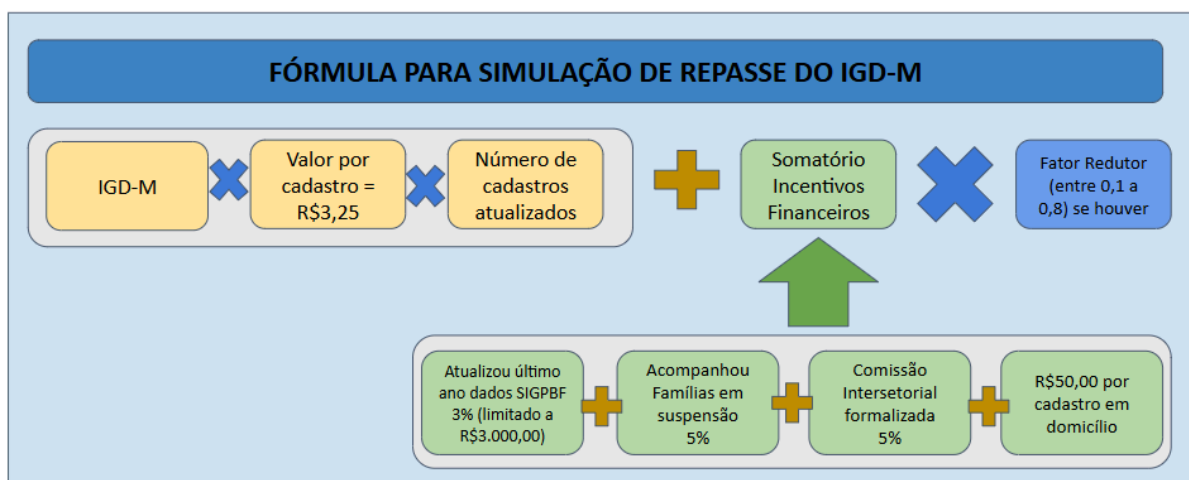 FÓRMULA PARA SIMULAÇÃO DE REPASSE DO IGD-M
IGD-M
Valor por
cadastro =
R$3,25
Número de
cadastros
atualizados
Somatório
Incentivos
Financeiros
Fator Redutor
(entre 0,1 a
0,8) se houver
Atualizou último
ano dados SIGPBF
3% (limitado a
R$3.000,00)
Acompanhou
Famílias em
suspensão
5%
Comissão
Intersetorial
formalizada
5%
R$50,00 por
cadastro em
domicílio